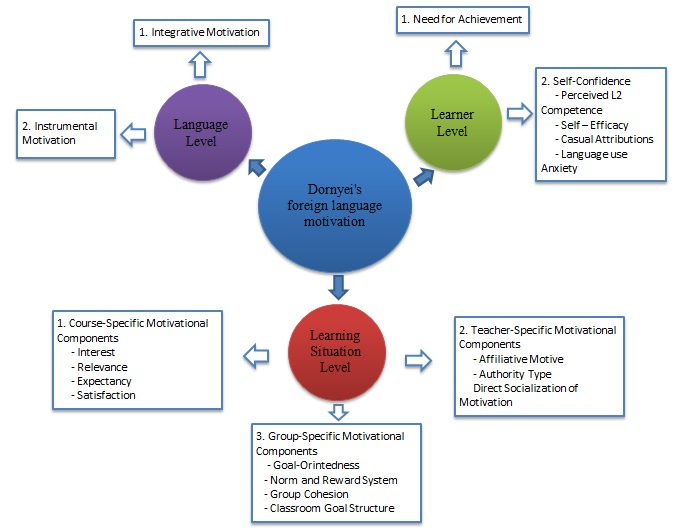 1. Integrative Motivation
1. Need for Achievement
2. Instrumental
Motivation
Language
Level
Learner
Level
2. Self-Confidence
- Perceived L2
Competence
- Self – Efficacy
- Casual Attributions
- Language use
Anxiety
Dornyei's
foreign language
motivation
1. Course-Specific Motivational
Components
- Interest
- Relevance
- Expectancy
- Satisfaction
Learning
Situation
Level
2. Teacher-Specific Motivational
Components
- Affiliative Motive
- Authority Type
Direct Socialization of
Motivation
3. Group-Specific Motivational
Components
- Goal-Orintedness
- Norm and Reward System
- Group Cohesion
- Classroom Goal Structure